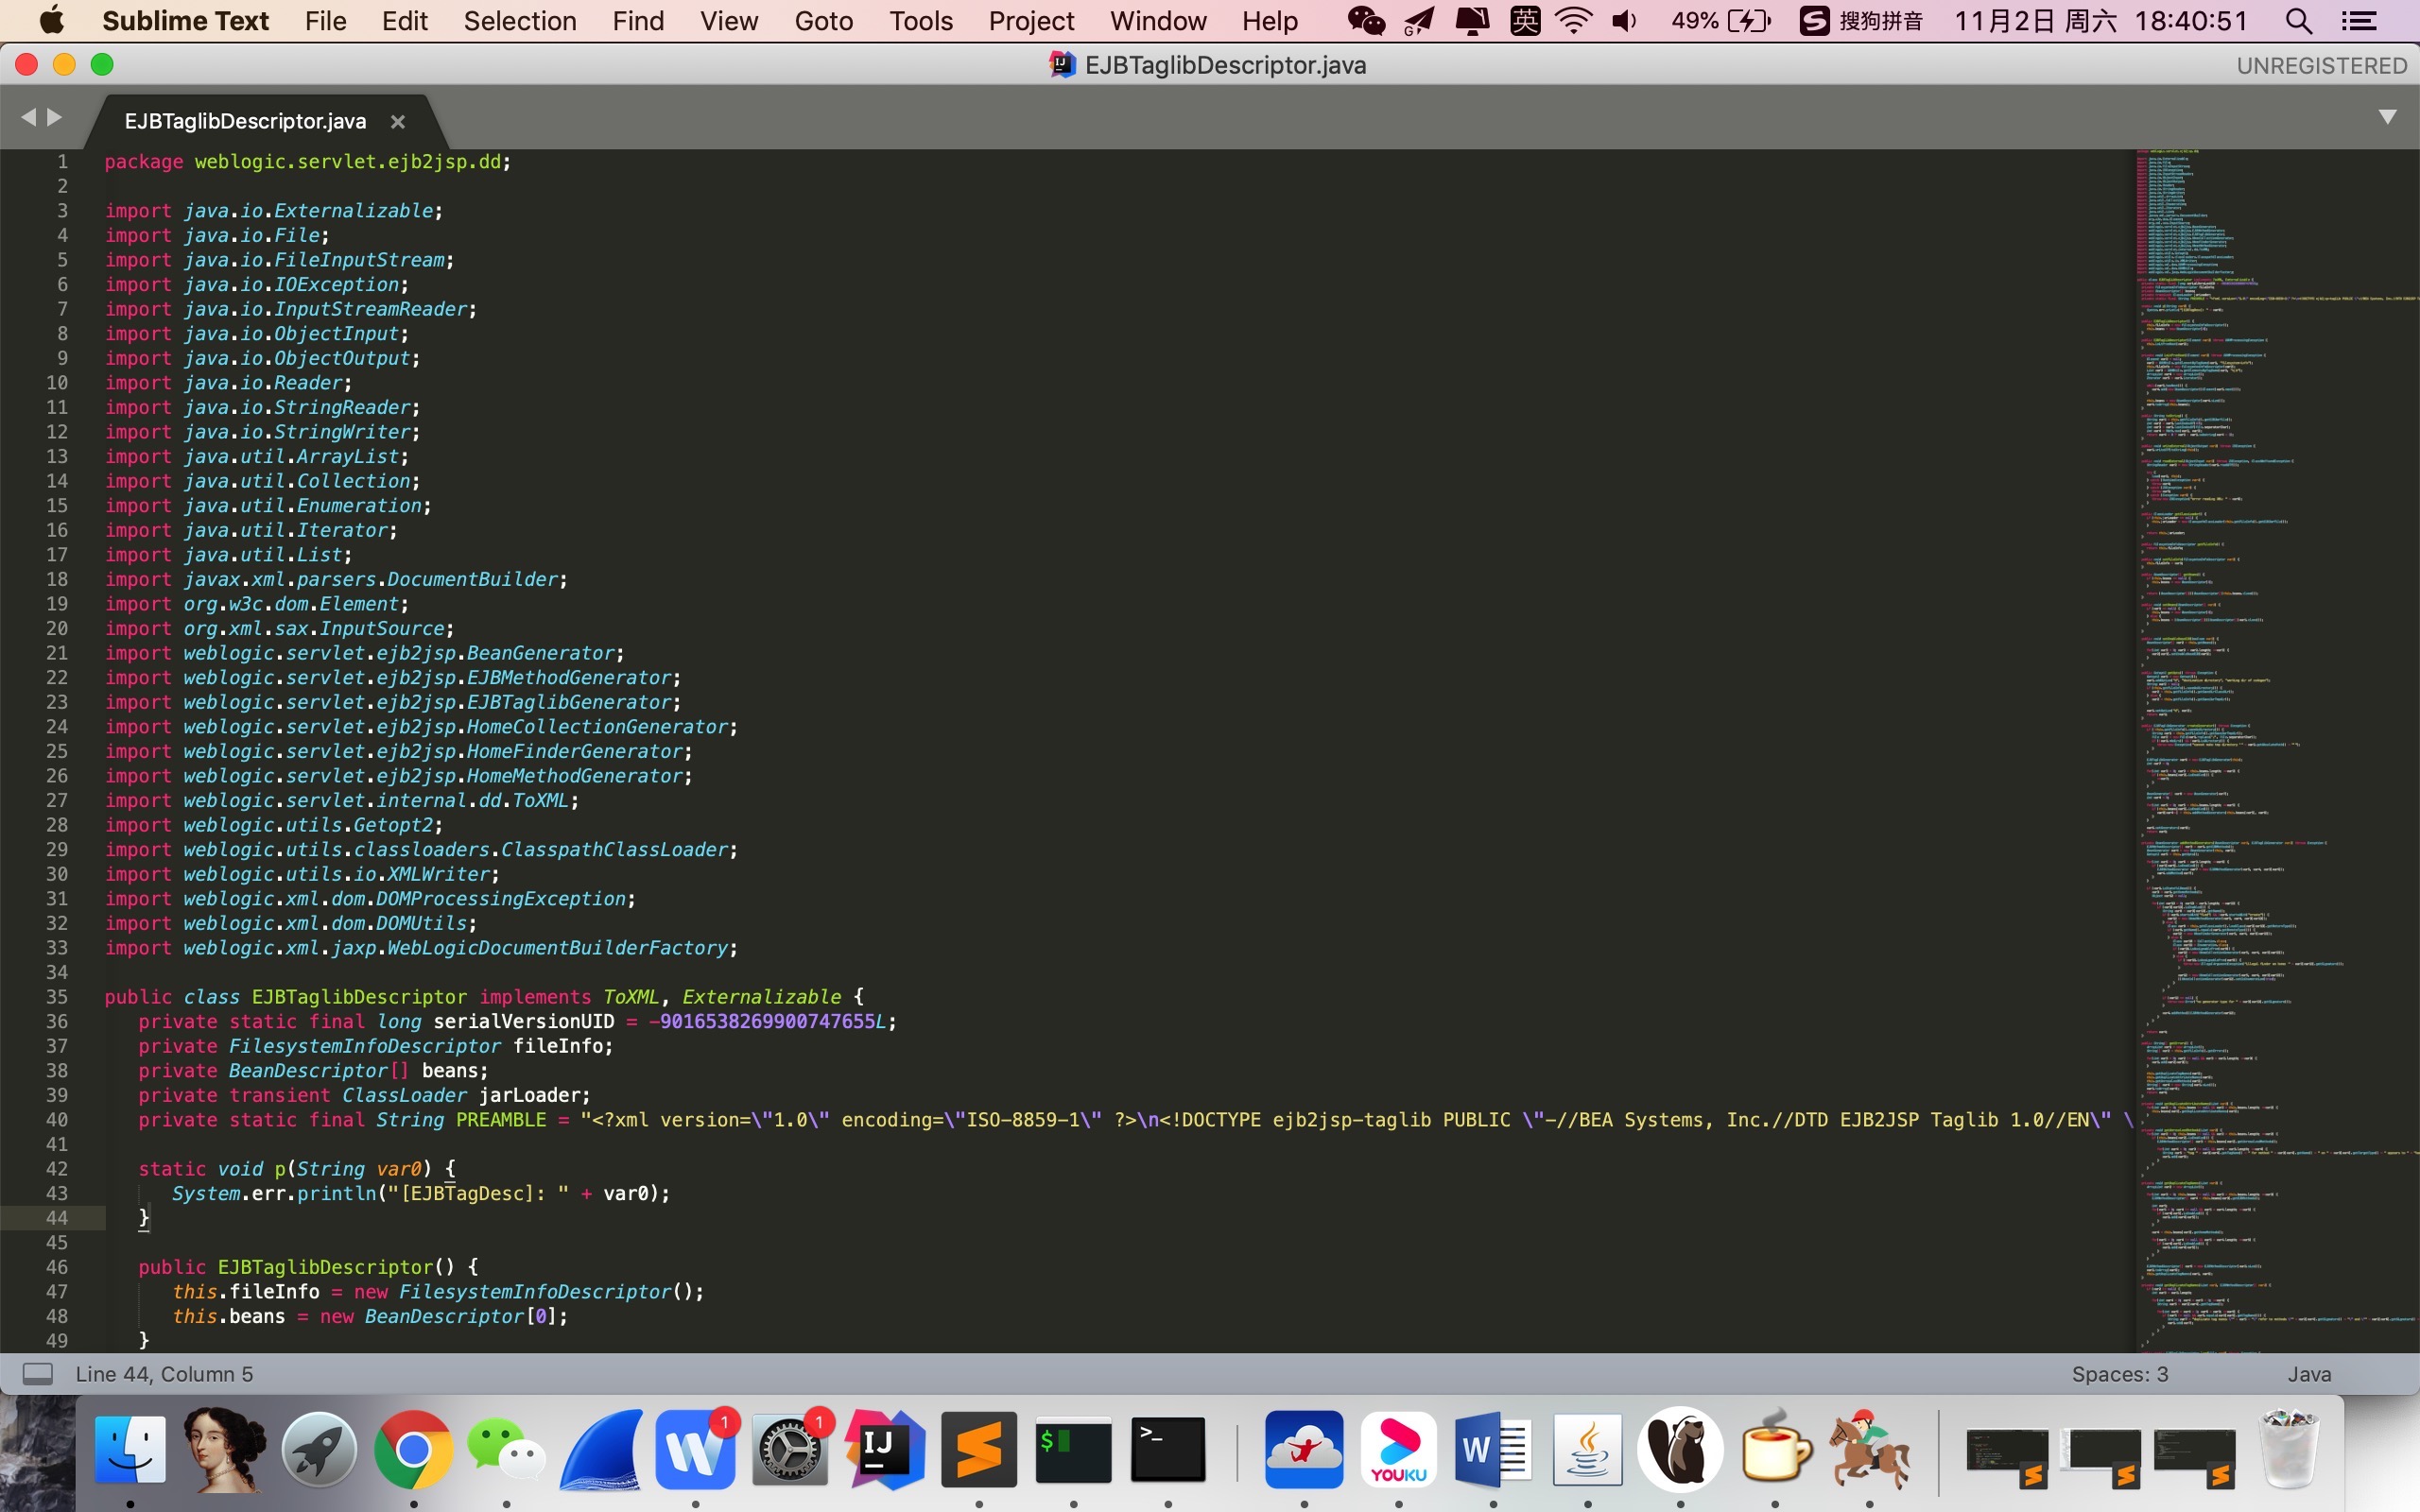 Sublime Text File Edit Selection Find View Goto Tools Project Window Help 英 49% 搜狗拼音 11月2日 周六 18:40:51
EJBTaglibDescriptor.java UNREGISTERED
EJBTaglibDescriptor.java ×
1 package weblogic.servlet.ejb2jsp.dd;
2
3 import java.io.Externalizable;
4 import java.io.File;
5 import java.io.FileInputStream;
6 import java.io.IOException;
7 import java.io.InputStreamReader;
8 import java.io.ObjectInput;
9 import java.io.ObjectOutput;
10 import java.io.Reader;
11 import java.io.StringReader;
12 import java.io.StringWriter;
13 import java.util.ArrayList;
14 import java.util.Collection;
15 import java.util.Enumeration;
16 import java.util.Iterator;
17 import java.util.List;
18 import javax.xml.parsers.DocumentBuilder;
19 import org.w3c.dom.Element;
20 import org.xml.sax.InputSource;
21 import weblogic.servlet.ejb2jsp.BeanGenerator;
22 import weblogic.servlet.ejb2jsp.EJBMethodGenerator;
23 import weblogic.servlet.ejb2jsp.EJBTaglibGenerator;
24 import weblogic.servlet.ejb2jsp.HomeCollectionGenerator;
25 import weblogic.servlet.ejb2jsp.HomeFinderGenerator;
26 import weblogic.servlet.ejb2jsp.HomeMethodGenerator;
27 import weblogic.servlet.internal.dd.ToXML;
28 import weblogic.utils.Getopt2;
29 import weblogic.utils.classloaders.ClasspathClassLoader;
30 import weblogic.utils.io.XMLWriter;
31 import weblogic.xml.dom.DOMProcessingException;
32 import weblogic.xml.dom.DOMUtils;
33 import weblogic.xml.jaxp.WebLogicDocumentBuilderFactory;
34
35 public class EJBTaglibDescriptor implements ToXML, Externalizable {
36 private static final long serialVersionUID = -9016538269900747655L;
37 private FilesystemInfoDescriptor fileInfo;
38 private BeanDescriptor[] beans;
39 private transient ClassLoader jarLoader;
40 private static final String PREAMBLE = "<?xml version=\"1.0\" encoding=\"ISO-8859-1\" ?>\n<!DOCTYPE ejb2jsp-taglib PUBLIC \"-//BEA Systems, Inc.//DTD EJB2JSP Taglib 1.0//EN\" \
41
42 static void p(String var0) {
43 System.err.println("[EJBTagDesc]: " + var0);
44 }
45
46 public EJBTaglibDescriptor() {
47 this.fileInfo = new FilesystemInfoDescriptor();
48 this.beans = new BeanDescriptor[0];
49 }
Line 44, Column 5 Spaces: 3 Java
1 1 IJ $ >_ YOUKU W